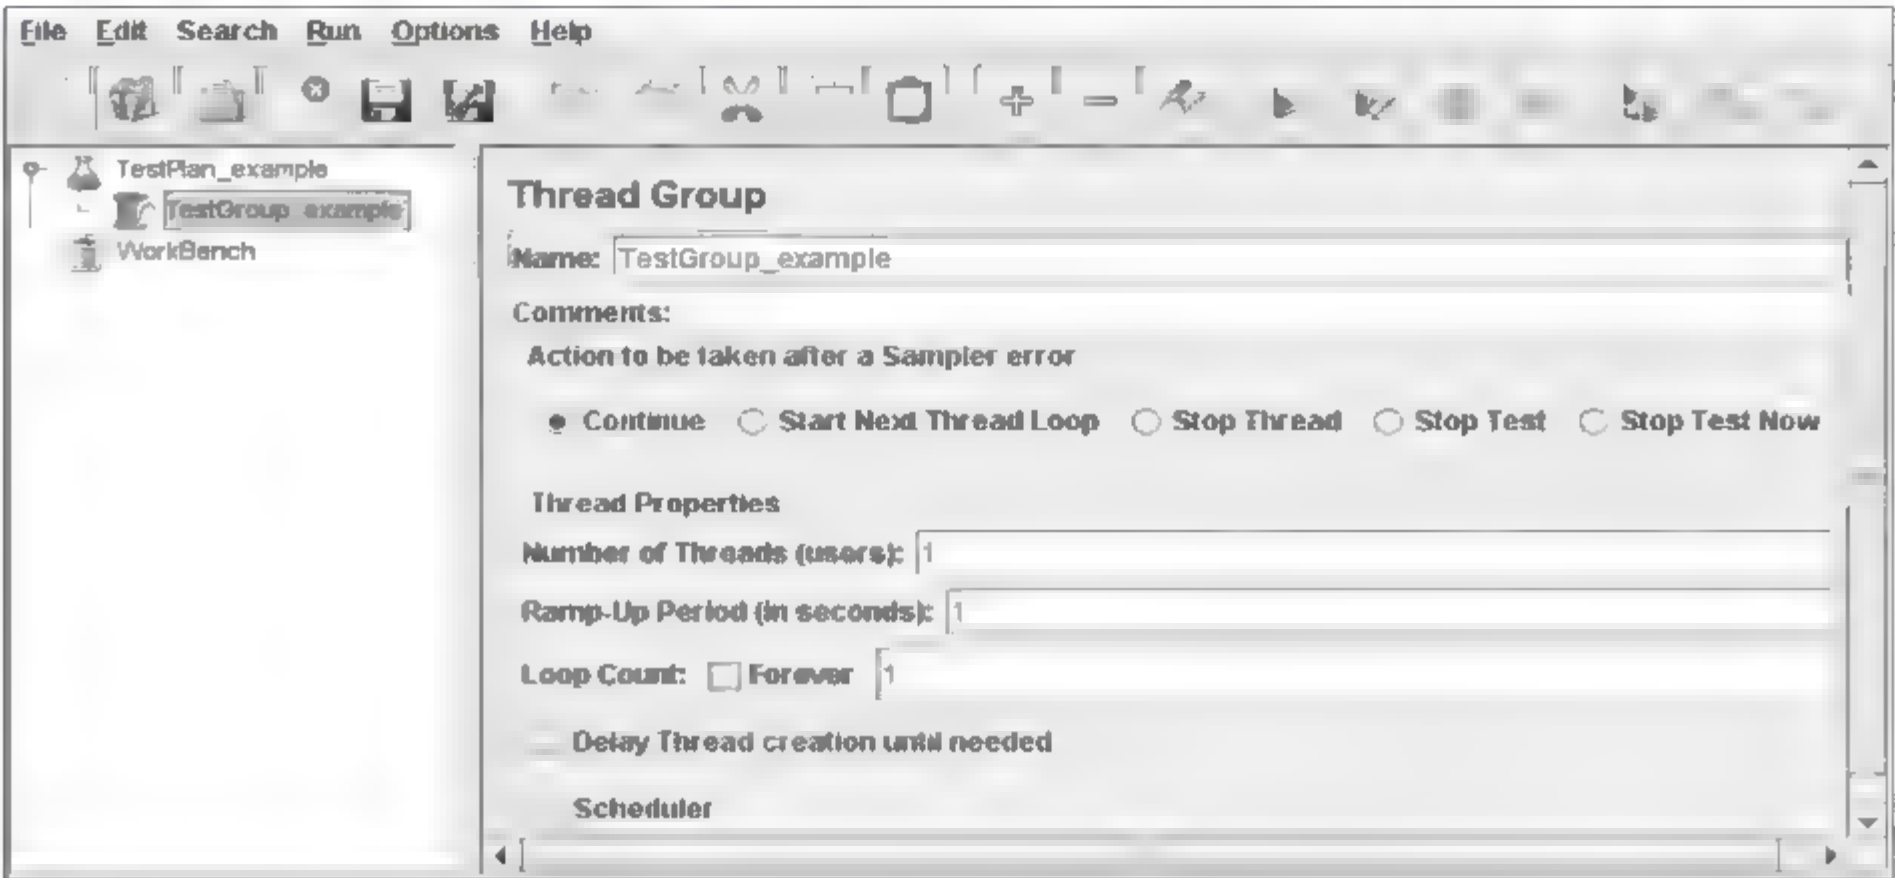 File Edit Search Run Options Help
TestPlan_example
TestGroup_example
WorkBench
Thread Group
Name: TestGroup_example
Comments:
Action to be taken after a Sampler error
Continue Start Next Thread Loop Stop Thread Stop Test Stop Test Now
Thread Properties
Number of Threads (users): 1
Ramp-Up Period (in seconds): 1
Loop Count: Forever 1
Delay Thread creation until needed
Scheduler